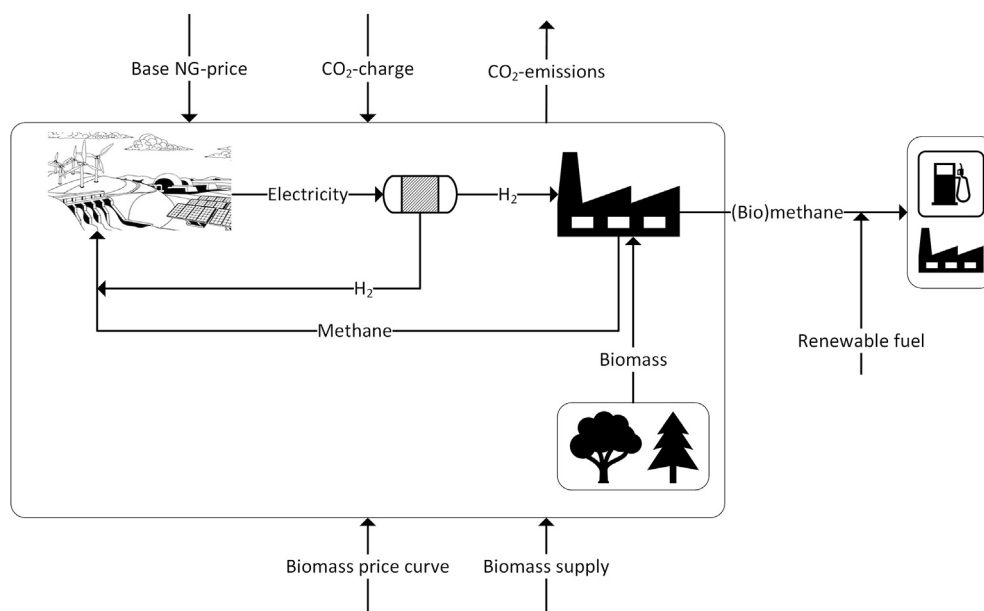 Base NG-price
CO₂-charge
CO₂-emissions
Electricity
H₂
(Bio)methane
H₂
Methane
Renewable fuel
Biomass
Biomass price curve
Biomass supply